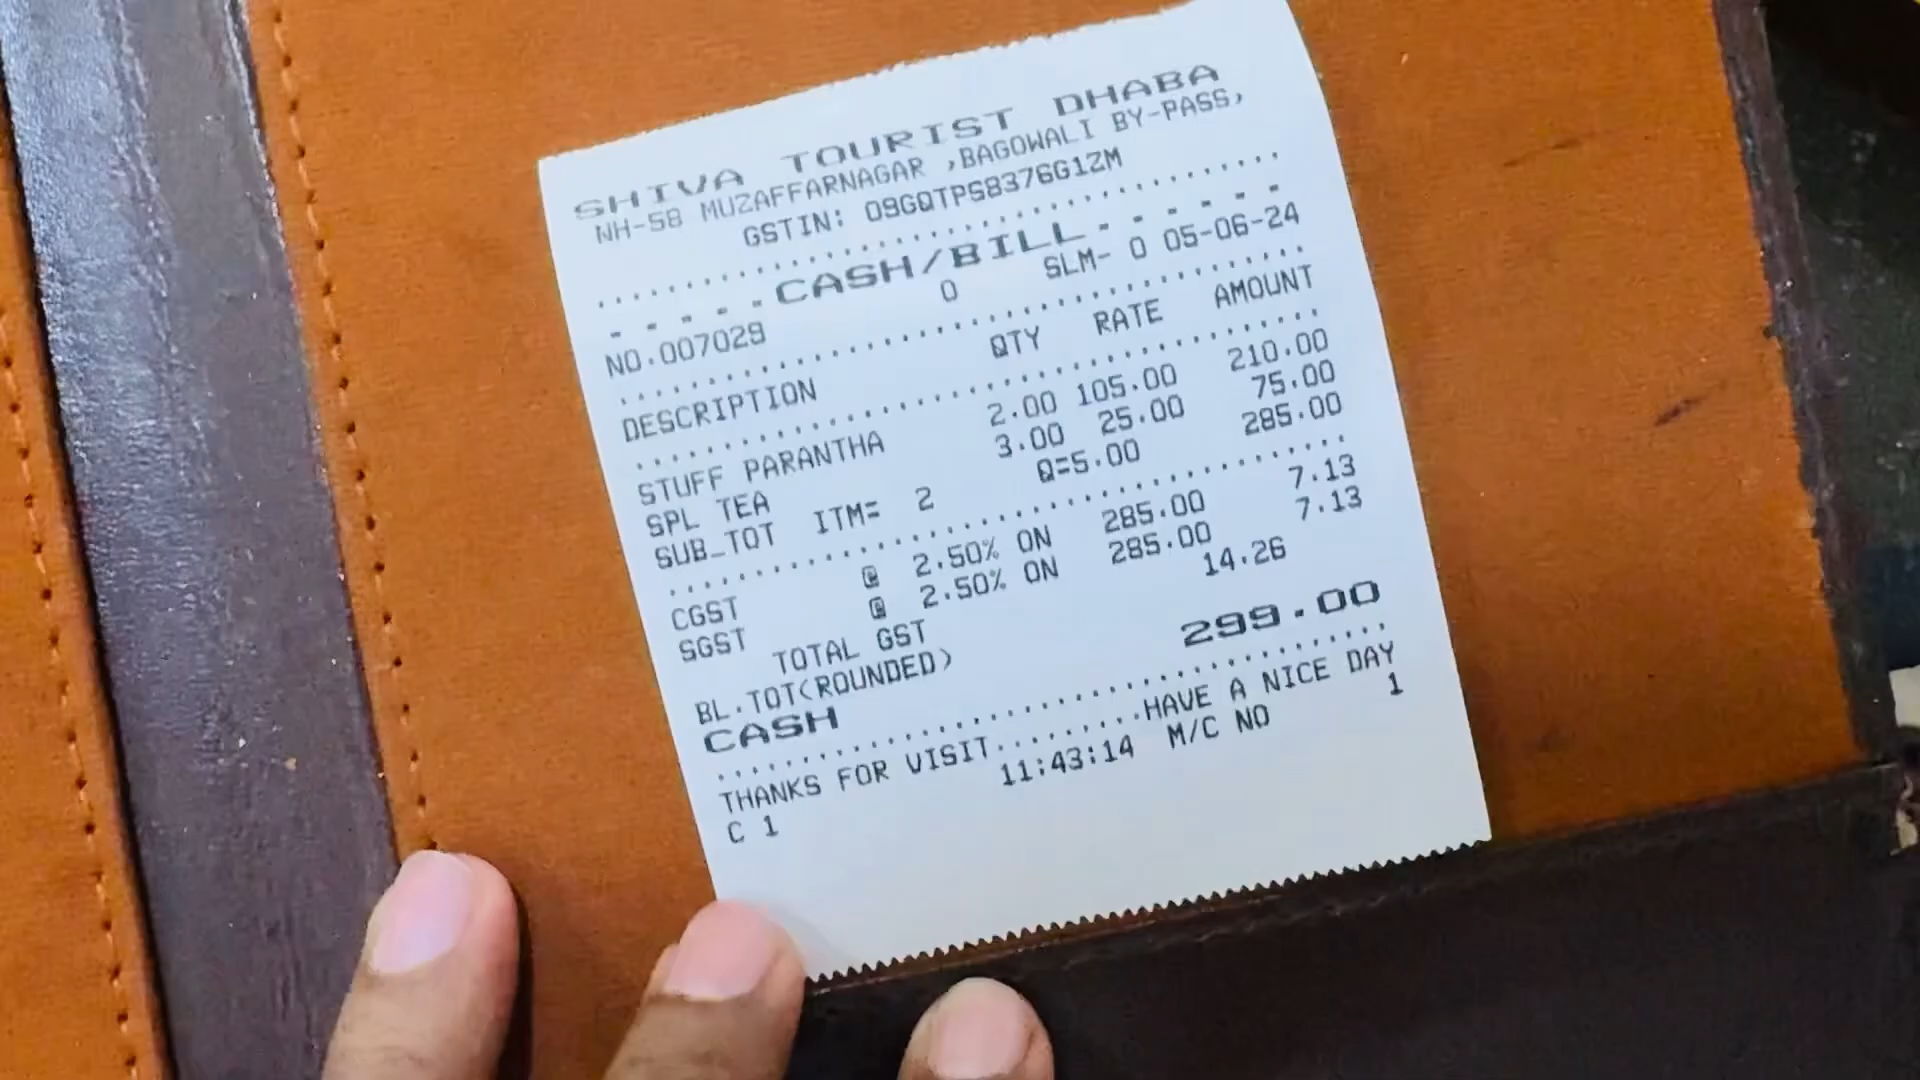 SHIVA TOURIST DHABA
NH-58 MUZAFFARNAGAR ,BAGOWALI BY-PASS,
GSTIN: 09GQTPS8376G1ZM
....................................
- - - - -CASH/BILL- - - - - -
NO.007029 0 SLM- 0 05-06-24
....................................
DESCRIPTION QTY RATE AMOUNT
....................................
STUFF PARANTHA 2.00 105.00 210.00
SPL TEA 3.00 25.00 75.00
SUB_TOT ITM= 2 Q=5.00 285.00
....................................
CGST @ 2.50% ON 285.00 7.13
SGST @ 2.50% ON 285.00 7.13
TOTAL GST 14.26
BL.TOT(ROUNDED)
CASH 299.00
....................................
THANKS FOR VISIT.........HAVE A NICE DAY
C 1 11:43:14 M/C NO 1